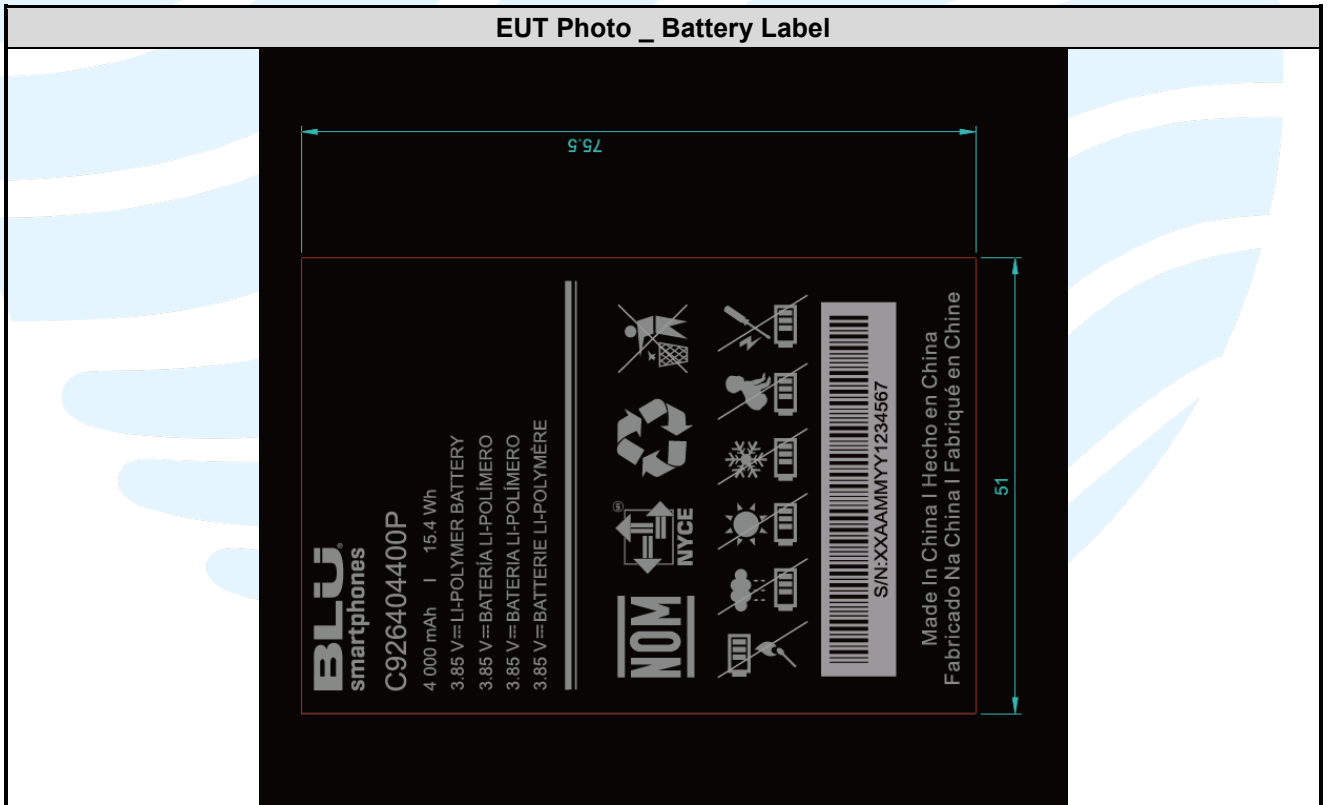 EUT Photo _ Battery Label
75.5
51
BLU
smartphones
C926404400P
4 000 mAh I 15.4 Wh
3.85 V⎓LI-POLYMER BATTERY
3.85 V⎓BATERÍA LI-POLÍMERO
3.85 V⎓BATERIA LI-POLÍMERO
3.85 V⎓BATTERIE LI-POLYMÈRE
NOM
NYCE
S/N:XXAAMMYY1234567
Made In China I Hecho en China
Fabricado Na China I Fabriqué en Chine